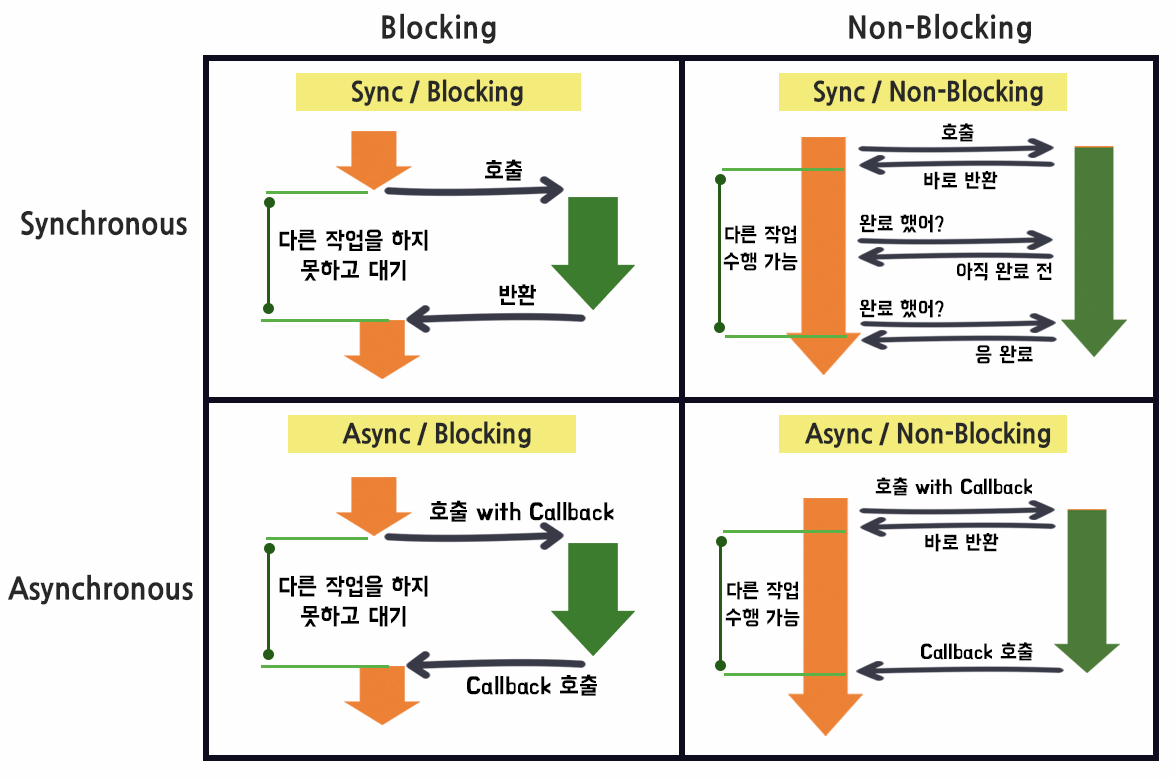 Blocking
Non-Blocking
Synchronous
Sync / Blocking
호출
다른 작업을 하지
못하고 대기
반환
Sync / Non-Blocking
호출
바로 반환
다른 작업
수행 가능
완료 했어?
아직 완료 전
완료 했어?
응 완료
Asynchronous
Async / Blocking
호출 with Callback
다른 작업을 하지
못하고 대기
Callback 호출
Async / Non-Blocking
호출 with Callback
바로 반환
다른 작업
수행 가능
Callback 호출